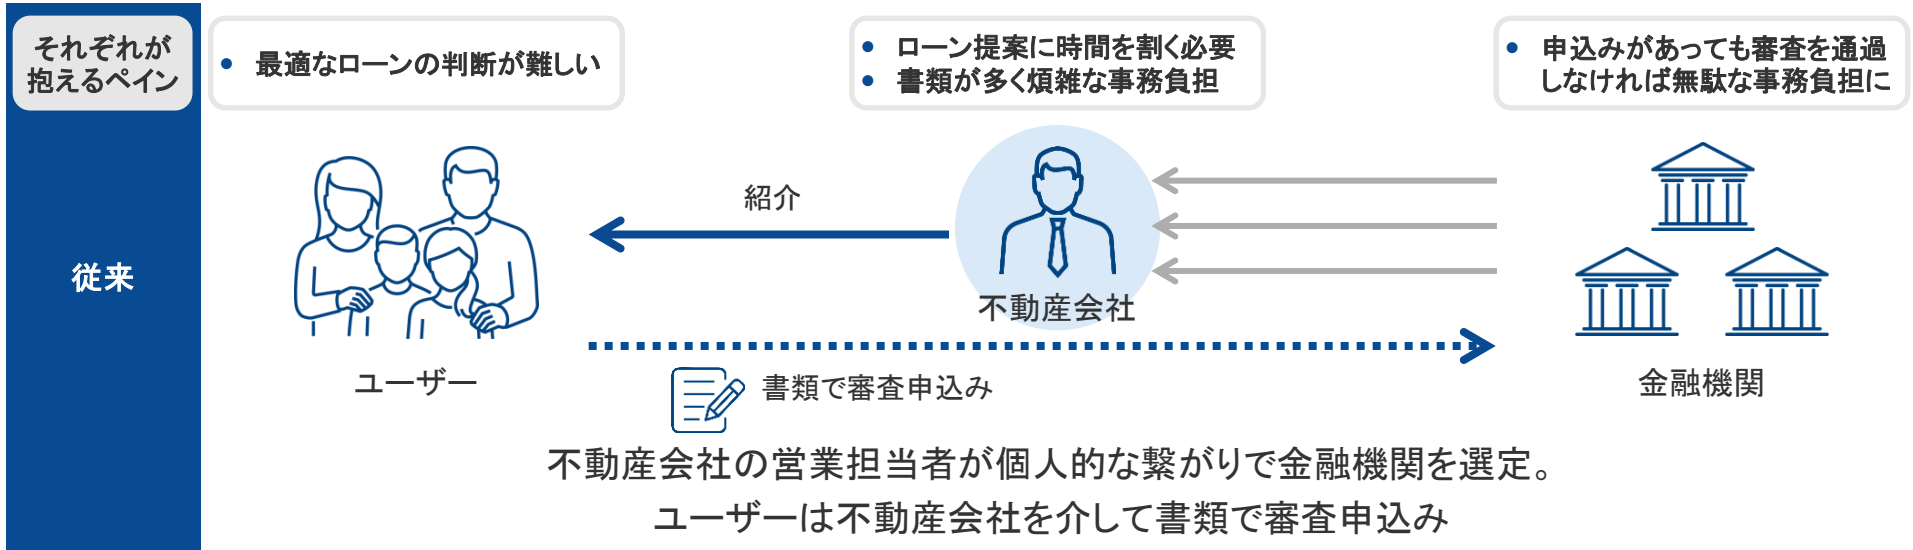 それぞれが
抱えるペイン
• 最適なローンの判断が難しい
• ローン提案に時間を割く必要
• 書類が多く煩雑な事務負担
• 申込みがあっても審査を通過
しなければ無駄な事務負担に
従来
紹介
不動産会社
ユーザー
書類で審査申込み
金融機関
不動産会社の営業担当者が個人的な繋がりで金融機関を選定。
ユーザーは不動産会社を介して書類で審査申込み